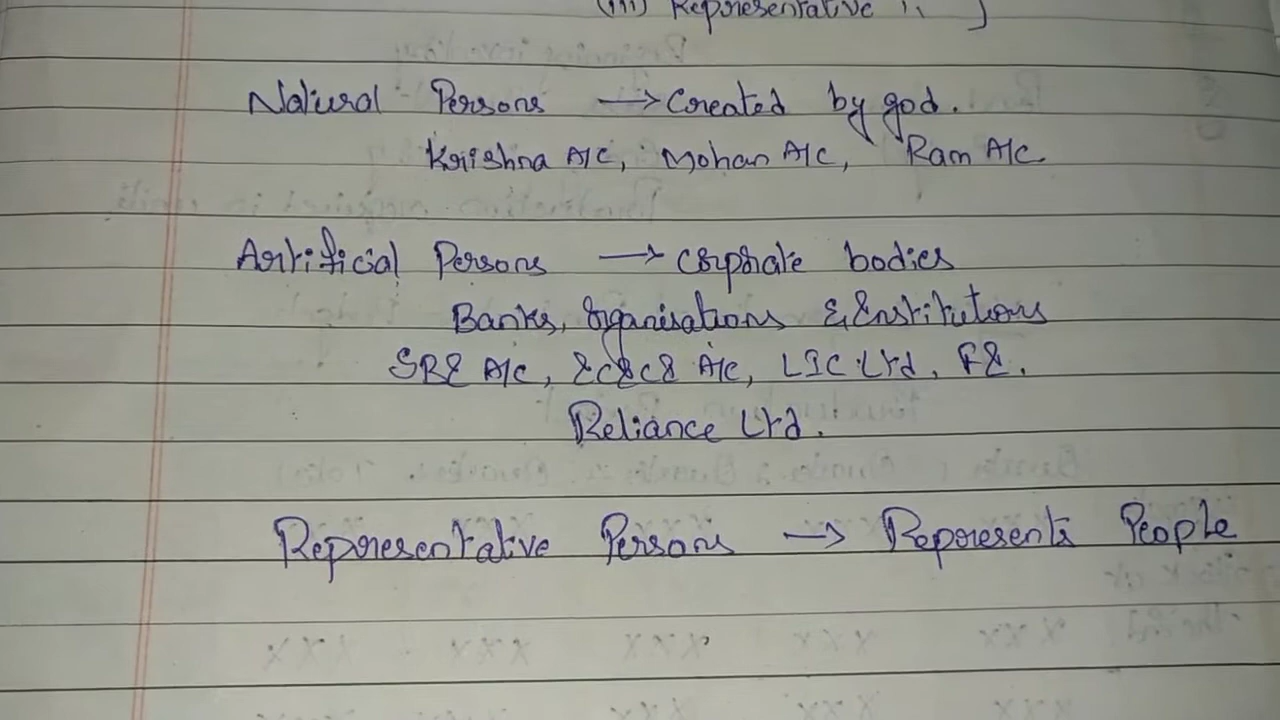 (iii) Representative ,, ]
Natural Persons → Created by god.
Krishna A/C, Mohan A/C, Ram A/C
Artificial Persons → Corporate bodies
Banks, Organisations & Institutions
SBI A/C, ICICI A/C, LIC Ltd,
Reliance Ltd.
Representative Persons → Represents People